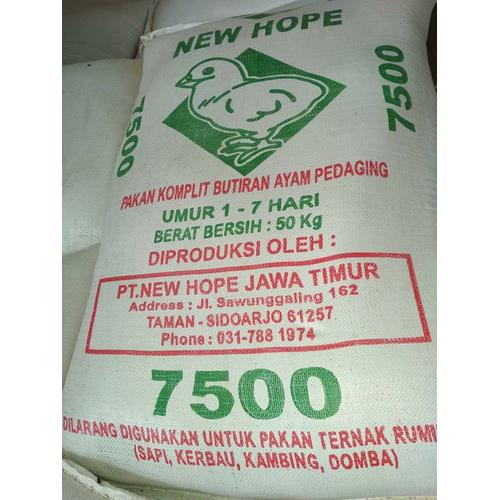 NEW HOPE
7500
7500
PAKAN KOMPLIT BUTIRAN AYAM PEDAGING
UMUR 1 - 7 HARI
BERAT BERSIH : 50 Kg
DIPRODUKSI OLEH :
PT.NEW HOPE JAWA TIMUR
Address : Jl. Sawunggaling 162
TAMAN - SIDOARJO 61257
Phone : 031-788 1974
7500
DILARANG DIGUNAKAN UNTUK PAKAN TERNAK RUMI
(SAPI, KERBAU, KAMBING, DOMBA)